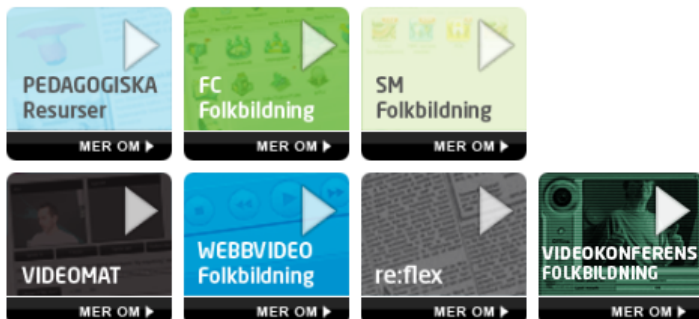 PEDAGOGISKA
Resurser
MER OM
FC
Folkbildning
MER OM
SM
Folkbildning
MER OM
VIDEOMAT
MER OM
WEBBVIDEO
Folkbildning
MER OM
re:flex
MER OM
VIDEOKONFERENS
FOLKBILDNING
MER OM